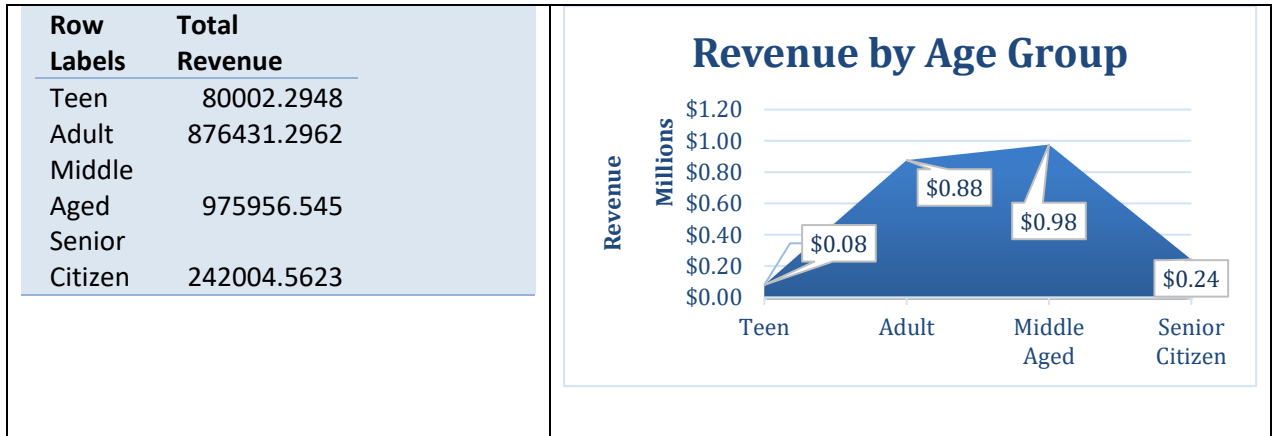 Row Total
Labels Revenue
Teen 80002.2948
Adult 876431.2962
Middle
Aged 975956.545
Senior
Citizen 242004.5623
Revenue by Age Group
Revenue
Millions
$1.20
$1.00
$0.80
$0.60
$0.40
$0.20
$0.00
$0.08
$0.88
$0.98
$0.24
Teen Adult Middle Senior
Aged Citizen